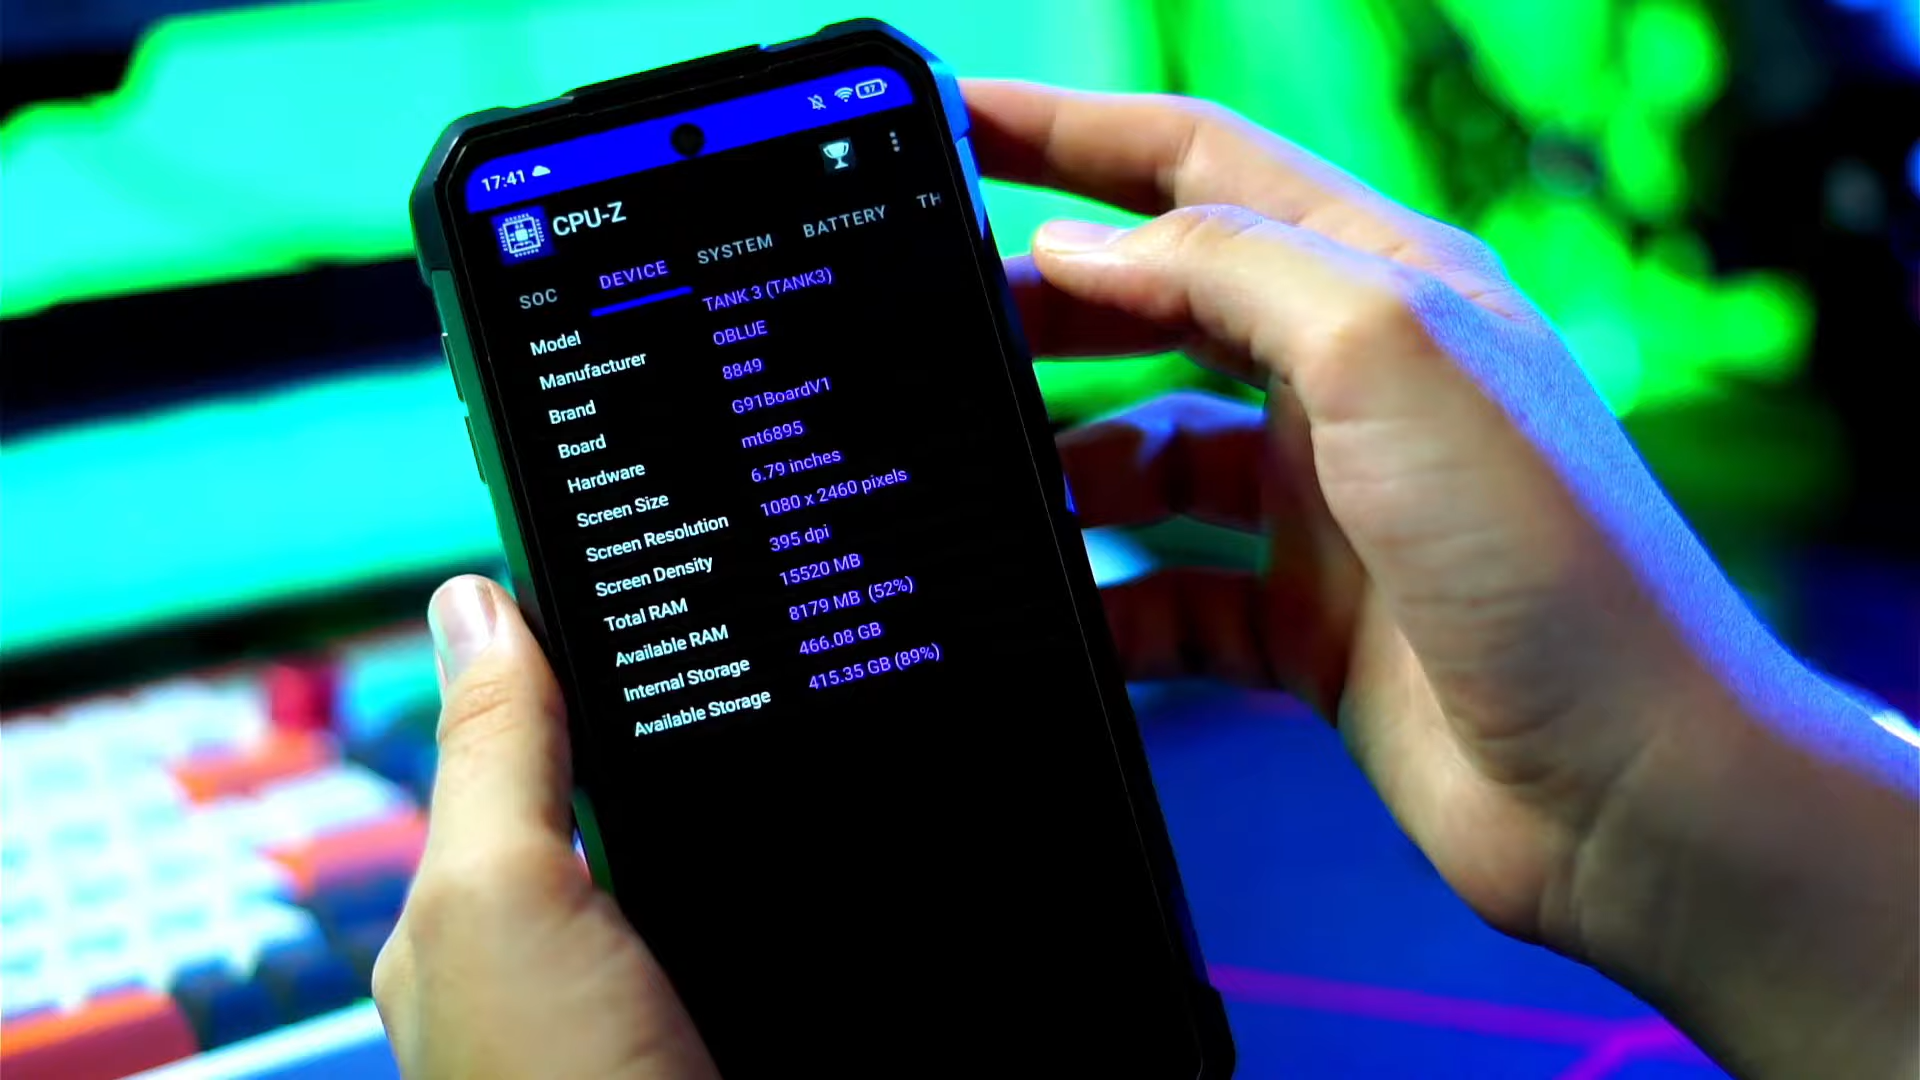 17:41 97
CPU-Z
SOC DEVICE SYSTEM BATTERY TH
Model TANK 3 (TANK3)
Manufacturer OBLUE
Brand 8849
Board G91BoardV1
Hardware mt6895
Screen Size 6.79 inches
Screen Resolution 1080 x 2460 pixels
Screen Density 395 dpi
Total RAM 15520 MB
Available RAM 8179 MB (52%)
Internal Storage 466.08 GB
Available Storage 415.35 GB (89%)